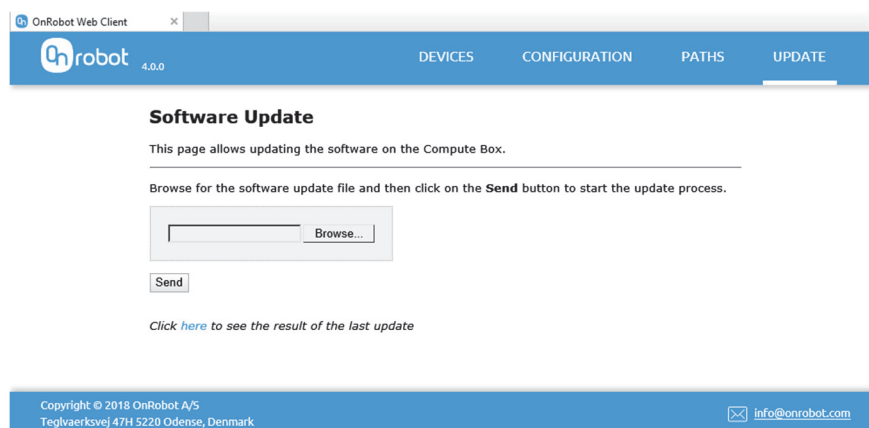 OnRobot Web Client ×
OnRobot 4.0.0 DEVICES CONFIGURATION PATHS UPDATE
Software Update
This page allows updating the software on the Compute Box.
Browse for the software update file and then click on the Send button to start the update process.
Browse...
Send
Click here to see the result of the last update
Copyright © 2018 OnRobot A/S
Teglvaerksvej 47H 5220 Odense, Denmark info@onrobot.com